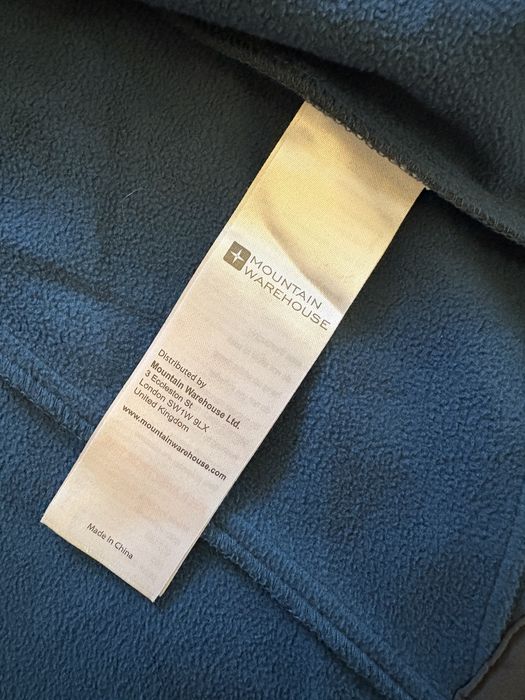 MOUNTAIN
WAREHOUSE
Distributed by
Mountain Warehouse Ltd.
3 Eccleston St
London SW1W 9LX
United Kingdom
www.mountainwarehouse.com
Made in China